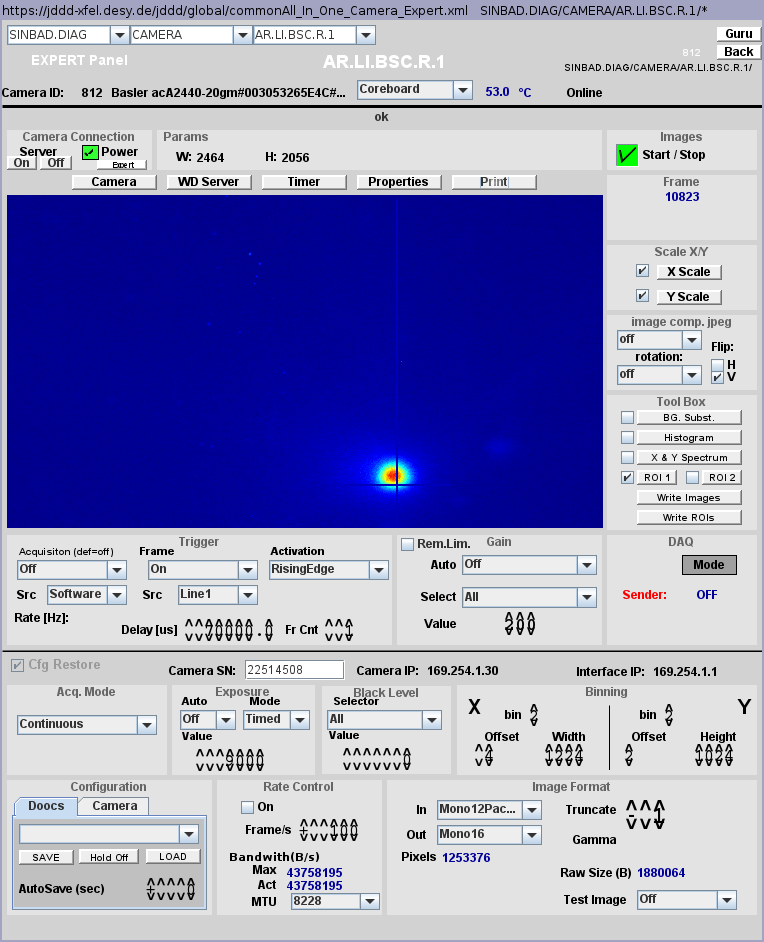 https://jddd-xfel.desy.de/jddd/global/commonAll_In_One_Camera_Expert.xml SINBAD.DIAG/CAMERA/AR.LI.BSC.R.1/*
SINBAD.DIAG CAMERA AR.LI.BSC.R.1 Guru
812 Back
EXPERT Panel AR.LI.BSC.R.1
SINBAD.DIAG/CAMERA/AR.LI.BSC.R.1/
Camera ID: 812 Basler acA2440-20gm#003053265E4C#... Coreboard 53.0 °C Online
ok
Camera Connection Params Images
Server Power
On Off Expert
W: 2464 H: 2056
Start / Stop
Camera WD Server Timer Properties Print
Frame
10823
Scale X/Y
X Scale
Y Scale
image comp. jpeg
off Flip:
rotation:
H
off V
Tool Box
BG. Subst.
Histogram
X & Y Spectrum
ROI 1 ROI 2
Write Images
Write ROIs
Trigger Gain DAQ
Acquisiton (def=off) Frame Activation Rem.Lim.
Off On RisingEdge Auto Off Mode
Src Software Src Line1 Select All Sender: OFF
Rate [Hz]: Delay [us] 70000.0 Fr Cnt 1 Value 200
Cfg Restore Camera SN: 22514508 Camera IP: 169.254.1.30 Interface IP: 169.254.1.1
Acq. Mode Exposure Black Level Binning
Auto Mode Selector X bin 2 bin 2 Y
Continuous Off Timed All
Value Value Offset Width Offset Height
9000 0 4 1224 2 1024
Configuration Rate Control Image Format
Doocs Camera On In Mono12Pac... Truncate -1
Frame/s + 100 Out Mono16 Gamma
SAVE Hold Off LOAD Bandwith(B/s) Pixels 1253376
Max 43758195 Raw Size (B) 1880064
Act 43758195
AutoSave (sec) + 0 MTU 8228 Test Image Off